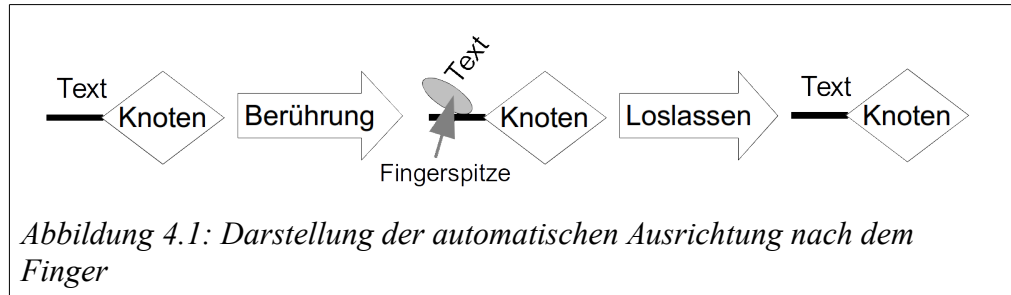 Text
Knoten
Berührung
Text
Knoten
Fingerspitze
Loslassen
Text
Knoten
Abbildung 4.1: Darstellung der automatischen Ausrichtung nach dem
Finger